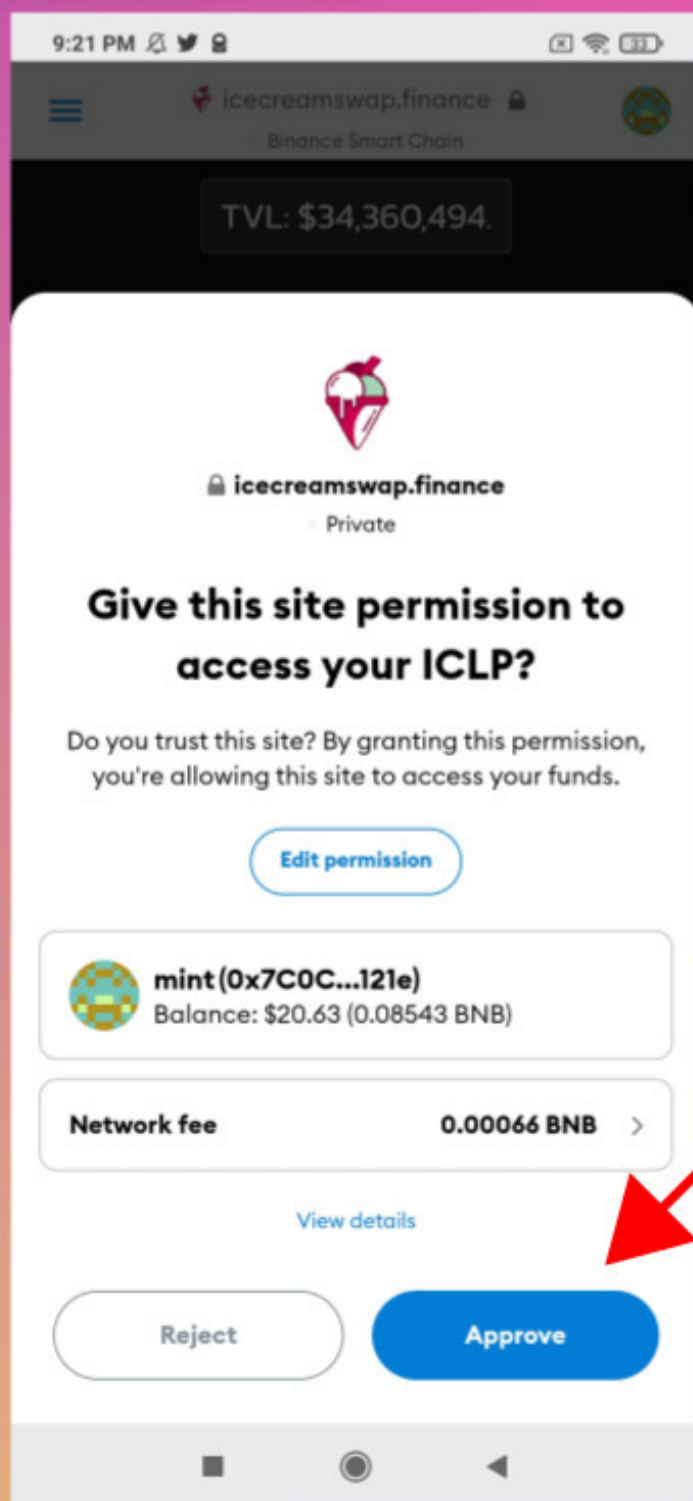 9:21 PM
33
icecreamswap.finance
Binance Smart Chain
TVL: $34,360,494.
icecreamswap.finance
Private
Give this site permission to
access your ICLP?
Do you trust this site? By granting this permission,
you're allowing this site to access your funds.
Edit permission
mint (0x7C0C...121e)
Balance: $20.63 (0.08543 BNB)
Network fee 0.00066 BNB >
View details
Reject Approve